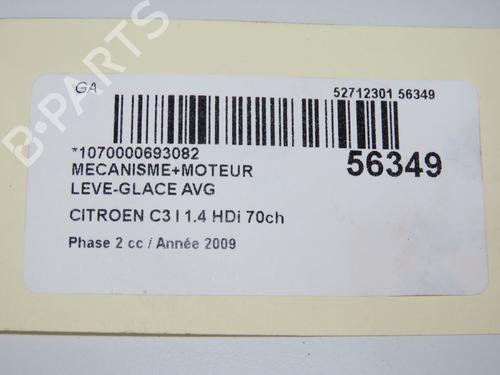 GA
52712301 56349
*1070000693082
56349
MECANISME+MOTEUR
LEVE-GLACE AVG
CITROEN C3 I 1.4 HDi 70ch
Phase 2 cc / Année 2009
B-PARTS